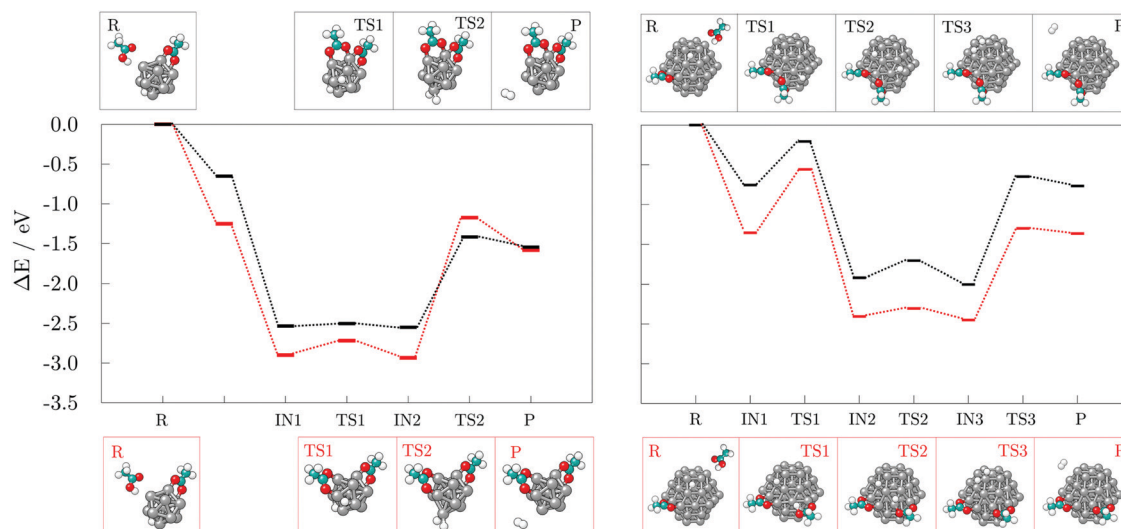 R TS1 TS2 P
R TS1 TS2 TS3 P
ΔE / eV
0.0
-0.5
-1.0
-1.5
-2.0
-2.5
-3.0
-3.5
R IN1 TS1 IN2 TS2 P
R IN1 TS1 IN2 TS2 IN3 TS3 P
R TS1 TS2 P
R TS1 TS2 TS3 P